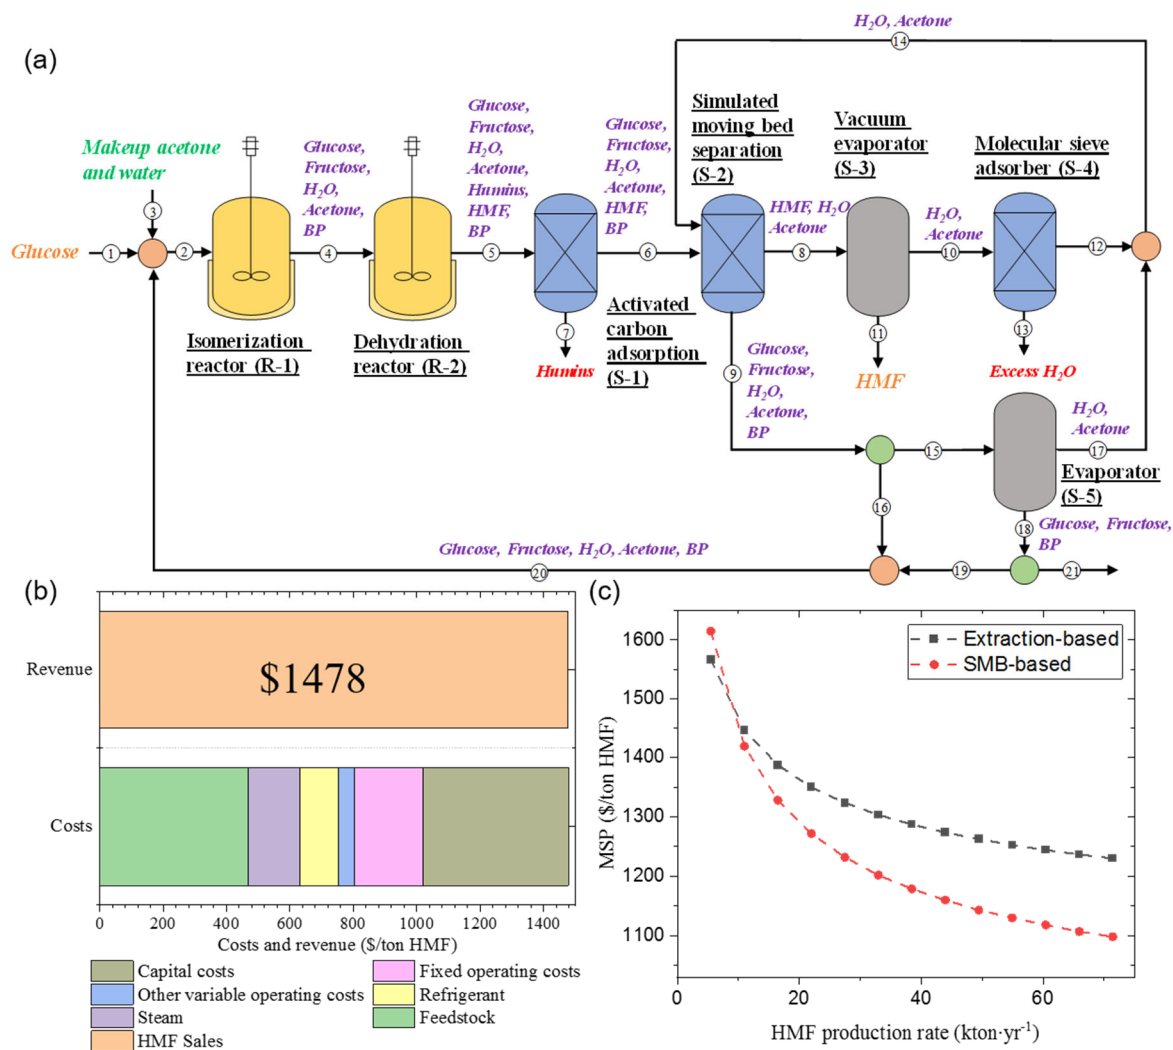 (a)
H₂O, Acetone
14
Makeup acetone
and water
3
Glucose
1
2
Isomerization
reactor (R-1)
Glucose,
Fructose,
H₂O,
Acetone,
BP
4
Dehydration
reactor (R-2)
Glucose,
Fructose,
H₂O,
Acetone,
Humins,
HMF,
BP
5
Activated
carbon
adsorption
(S-1)
7
Humins
Glucose,
Fructose,
H₂O,
Acetone,
HMF,
BP
6
Simulated
moving bed
separation (S-2)
HMF, H₂O
Acetone
8
Vacuum
evaporator (S-3)
11
HMF
H₂O,
Acetone
10
Molecular sieve
adsorber (S-4)
12
13
Excess H₂O
Glucose,
Fructose,
H₂O,
Acetone,
BP
9
15
16
H₂O,
Acetone
17
Evaporator
(S-5)
18
Glucose, Fructose,
BP
19
21
Glucose, Fructose, H₂O, Acetone, BP
20
(b)
Revenue
$1478
Costs
0
200
400
600
800
1000
1200
1400
Costs and revenue ($/ton HMF)
Capital costs
Fixed operating costs
Other variable operating costs
Refrigerant
Steam
Feedstock
HMF Sales
(c)
Extraction-based
SMB-based
1600
1500
1400
1300
1200
1100
MSP ($/ton HMF)
0
20
40
60
HMF production rate (kton·yr⁻¹)